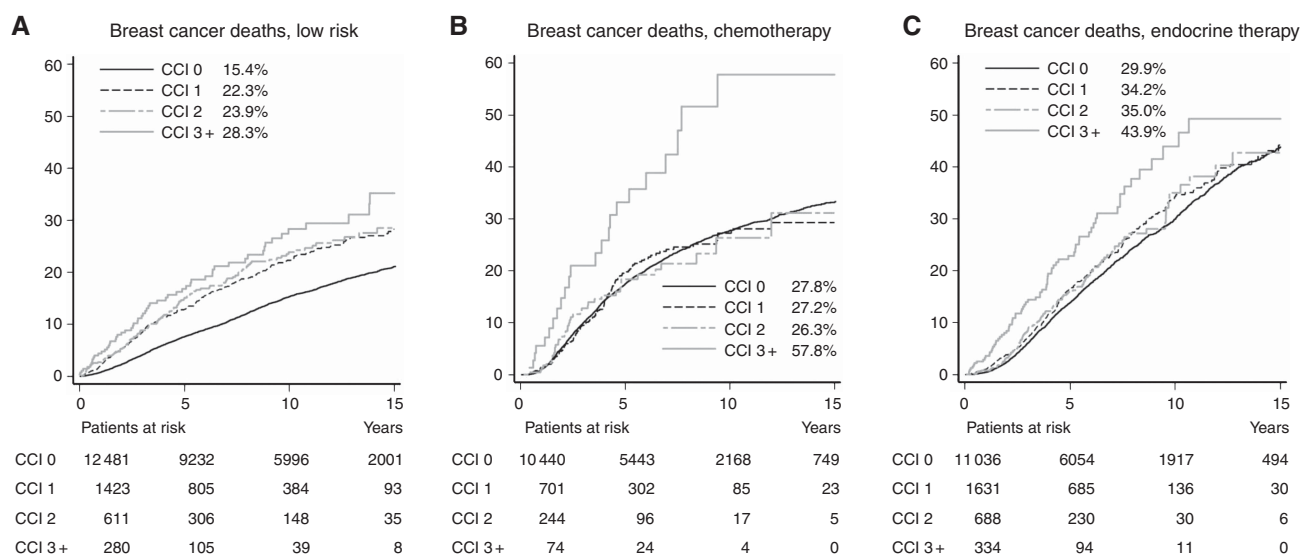 A
Breast cancer deaths, low risk
60
50
40
30
20
10
0
CCI 0 15.4%
CCI 1 22.3%
CCI 2 23.9%
CCI 3+ 28.3%
0 5 10 15
Patients at risk Years
CCI 0 12 481 9232 5996 2001
CCI 1 1423 805 384 93
CCI 2 611 306 148 35
CCI 3+ 280 105 39 8
B
Breast cancer deaths, chemotherapy
60
50
40
30
20
10
0
CCI 0 27.8%
CCI 1 27.2%
CCI 2 26.3%
CCI 3+ 57.8%
0 5 10 15
Patients at risk Years
CCI 0 10 440 5443 2168 749
CCI 1 701 302 85 23
CCI 2 244 96 17 5
CCI 3+ 74 24 4 0
C
Breast cancer deaths, endocrine therapy
60
50
40
30
20
10
0
CCI 0 29.9%
CCI 1 34.2%
CCI 2 35.0%
CCI 3+ 43.9%
0 5 10 15
Patients at risk Years
CCI 0 11 036 6054 1917 494
CCI 1 1631 685 136 30
CCI 2 688 230 30 6
CCI 3+ 334 94 11 0